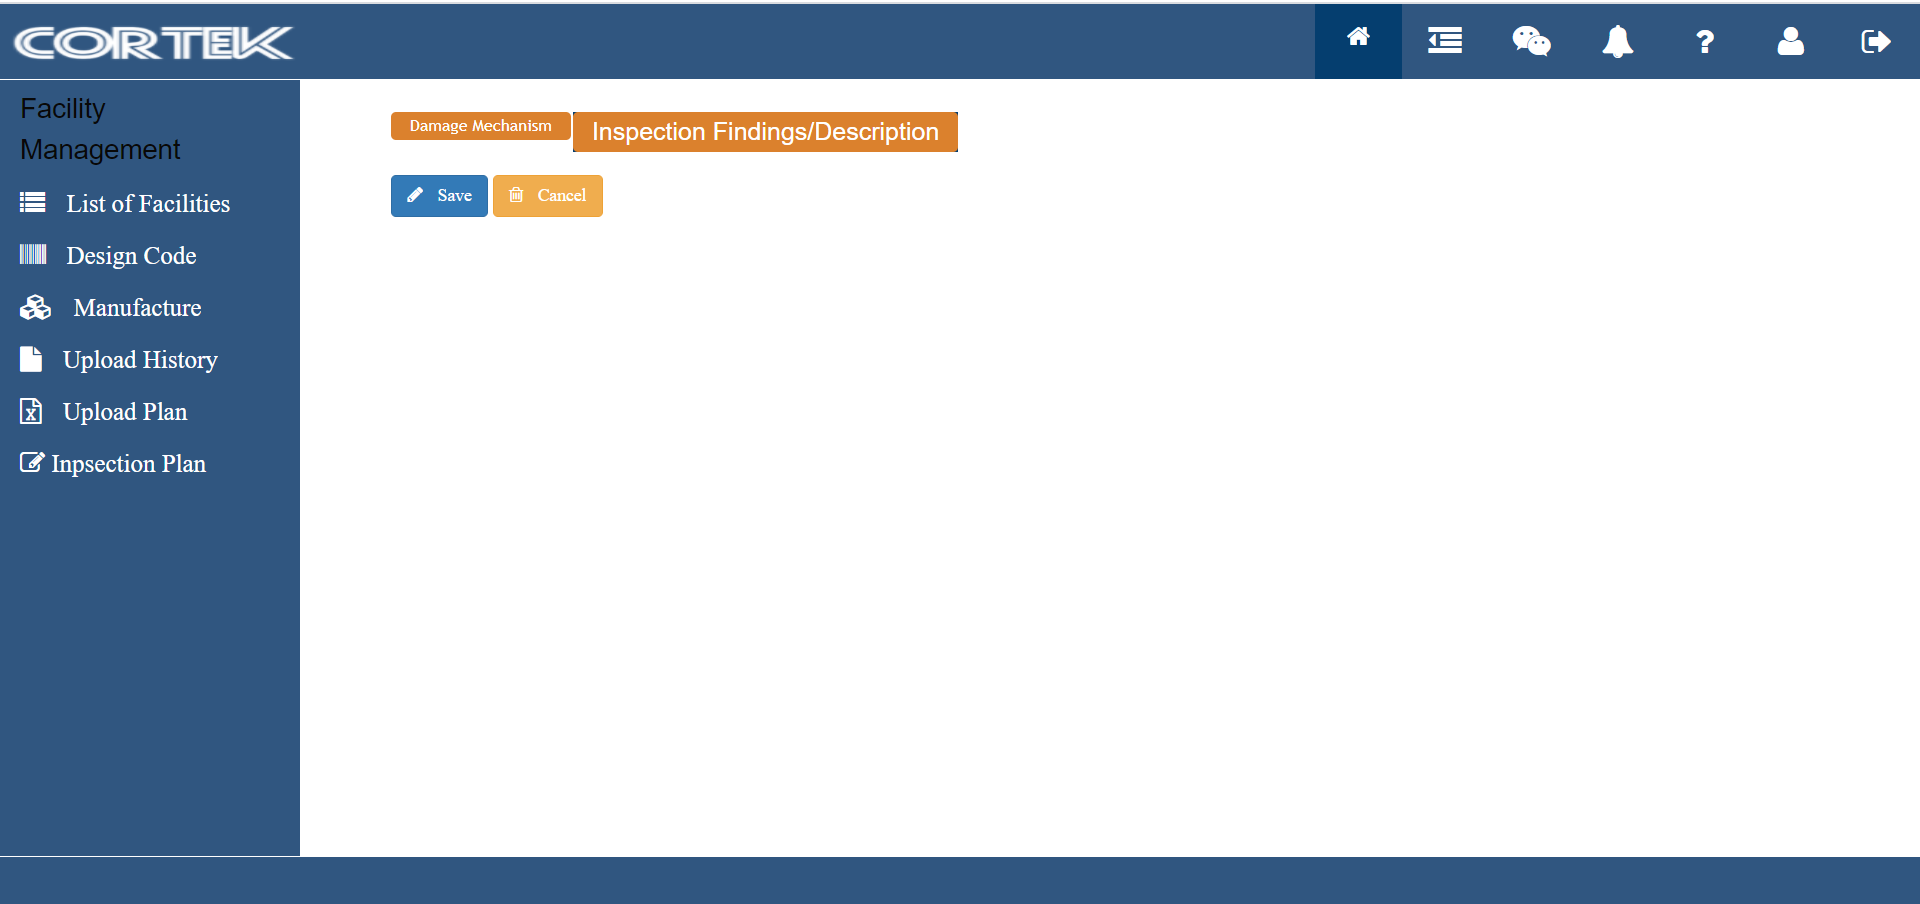 CORTEK
?
Facility
Management
List of Facilities
Design Code
Manufacture
Upload History
Upload Plan
Inpsection Plan
Damage Mechanism
Inspection Findings/Description
Save
Cancel